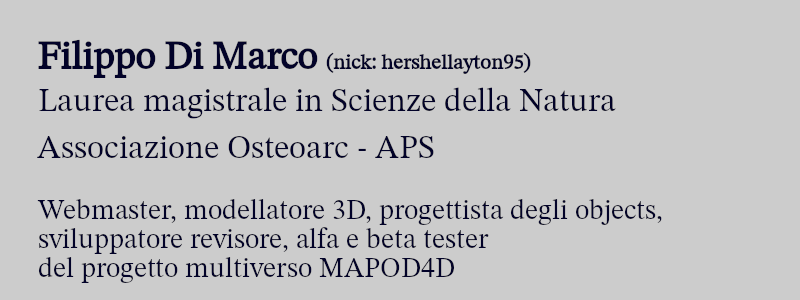 Filippo Di Marco (nick: hershellayton95)
Laurea magistrale in Scienze della Natura
Associazione Osteoarc - APS
Webmaster, modellatore 3D, progettista degli objects,
sviluppatore revisore, alfa e beta tester
del progetto multiverso MAPOD4D